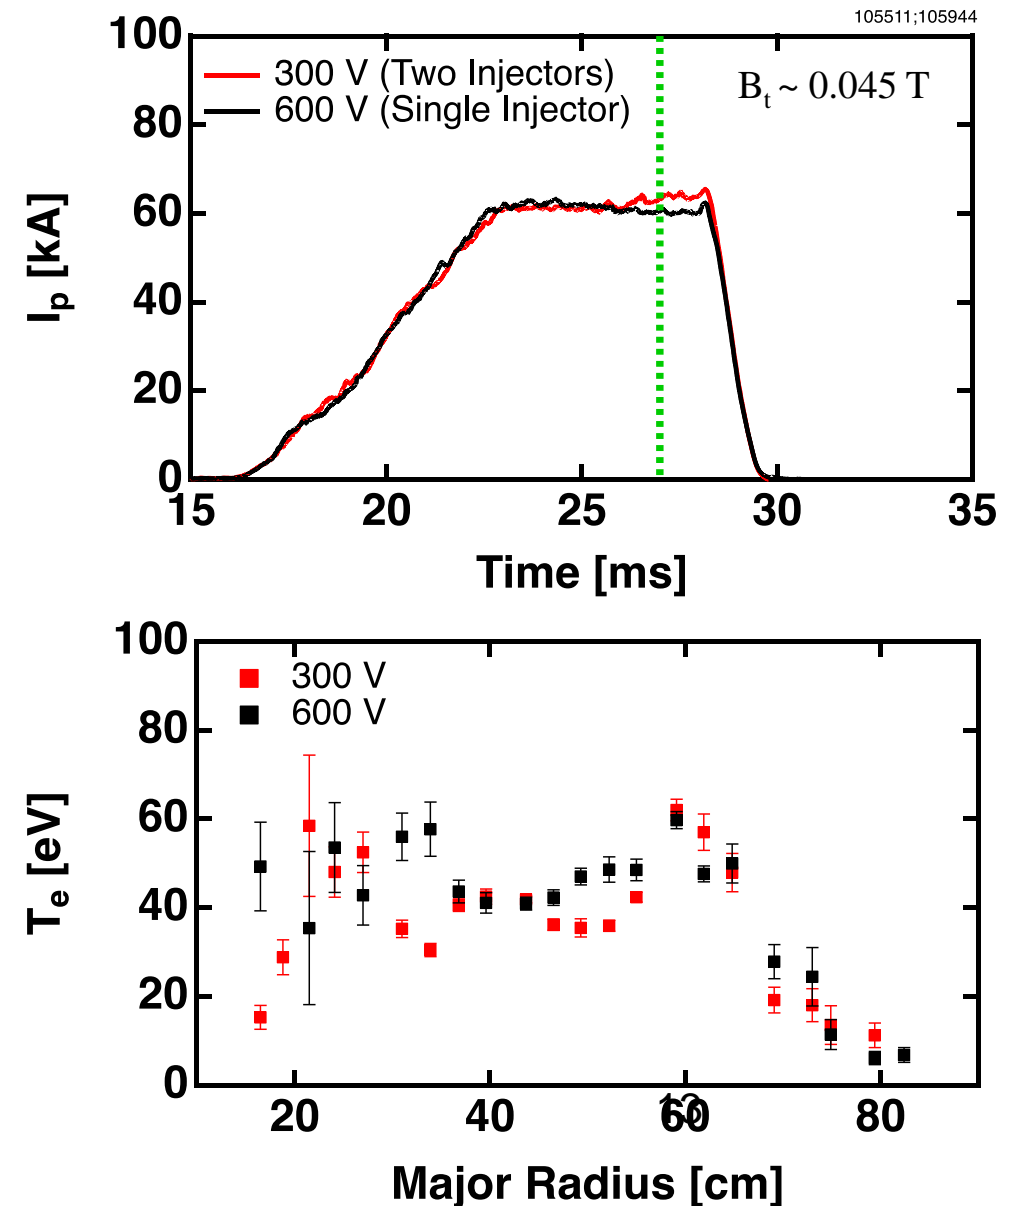 105511;105944
100
300 V (Two Injectors)
B_t ~ 0.045 T
600 V (Single Injector)
80
60
40
20
0
I_p [kA]
15 20 25 30 35
Time [ms]
100
300 V
600 V
80
60
40
20
0
T_e [eV]
20 40 60 80
13
Major Radius [cm]